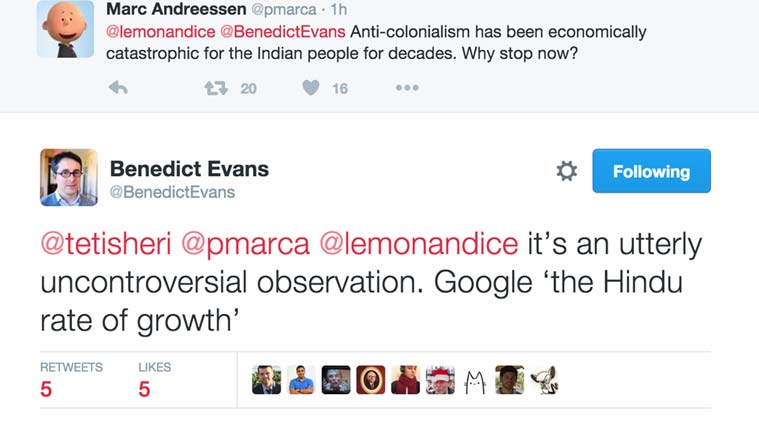 Marc Andreessen @pmarca · 1h
@lemonandice @BenedictEvans Anti-colonialism has been economically
catastrophic for the Indian people for decades. Why stop now?
20 16
Benedict Evans
@BenedictEvans
Following
@tetisheri @pmarca @lemonandice it’s an utterly
uncontroversial observation. Google ‘the Hindu
rate of growth’
RETWEETS LIKES
5 5